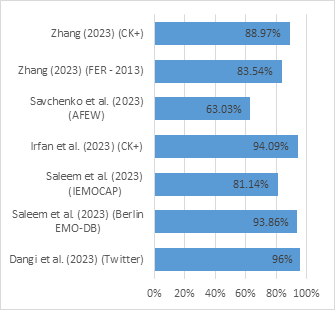 Zhang (2023) (CK+)
88.97%
Zhang (2023) (FER - 2013)
83.54%
Savchenko et al. (2023)
(AFEW)
63.03%
Irfan et al. (2023) (CK+)
94.09%
Saleem et al. (2023)
(IEMOCAP)
81.14%
Saleem et al. (2023) (Berlin
EMO-DB)
93.86%
Dangi et al. (2023) (Twitter)
96%
0% 20% 40% 60% 80% 100%